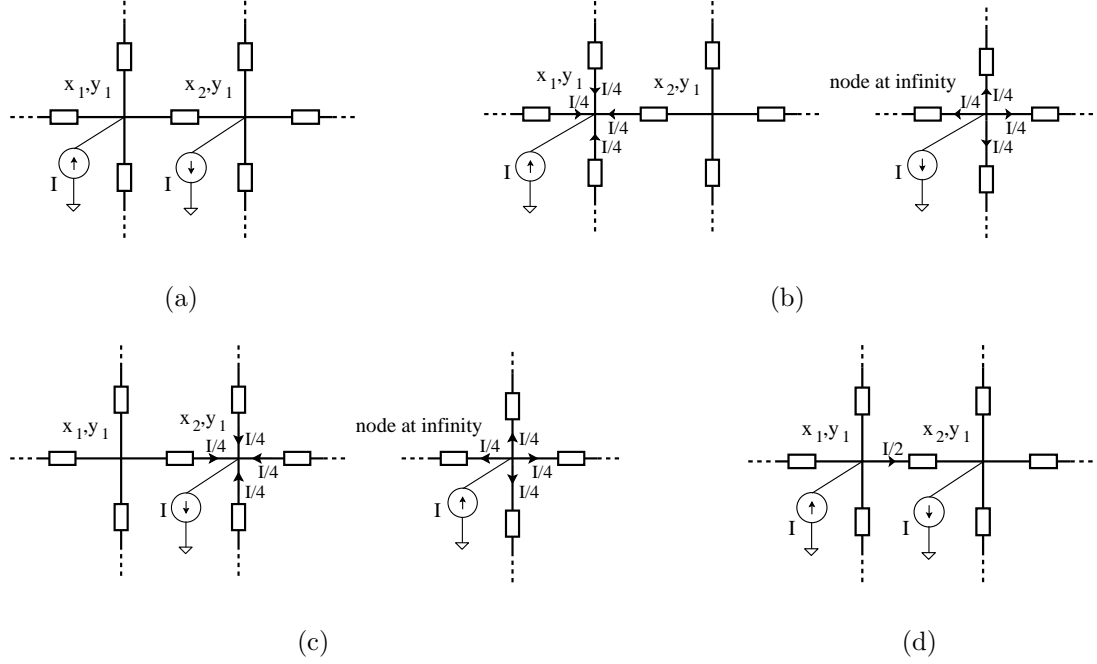 x 1,y 1
x 2,y 1
I
I
(a)
x 1,y 1
x 2,y 1
I/4
I/4
I/4
I/4
I
node at infinity
I/4
I/4
I/4
I/4
I
(b)
x 1,y 1
x 2,y 1
I/4
I/4
I/4
I/4
I
node at infinity
I/4
I/4
I/4
I/4
I
(c)
x 1,y 1
I/2
x 2,y 1
I
I
(d)